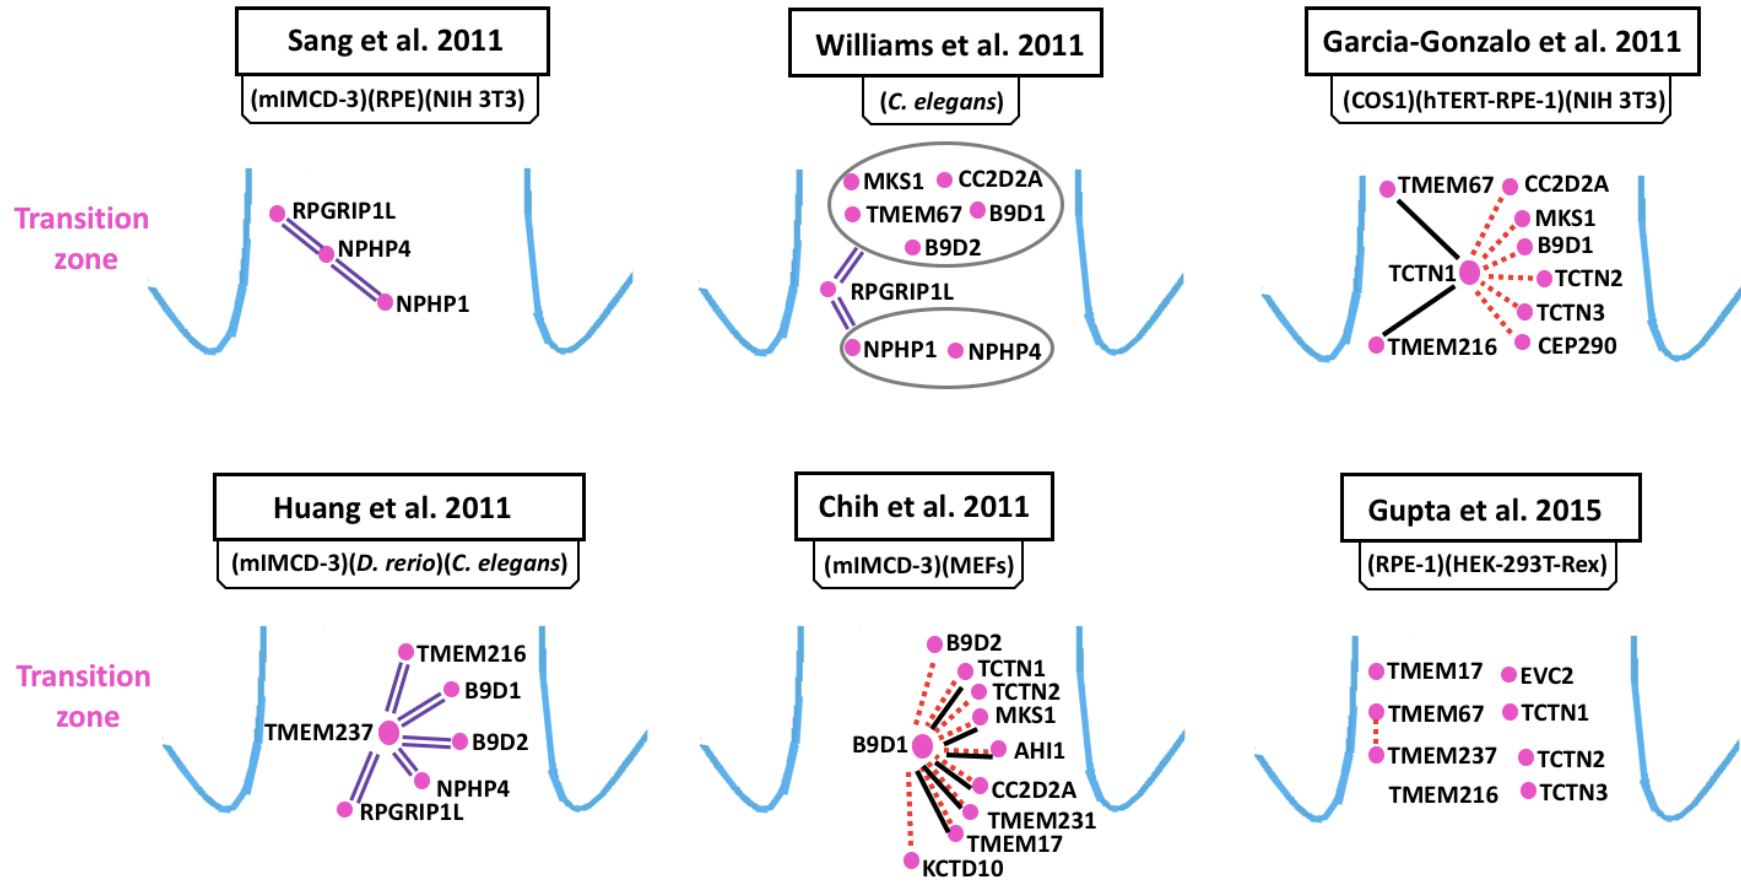 Sang et al. 2011
(mIMCD-3)(RPE)(NIH 3T3)
Williams et al. 2011
(C. elegans)
Garcia-Gonzalo et al. 2011
(COS1)(hTERT-RPE-1)(NIH 3T3)
Transition
zone
RPGRIP1L
NPHP4
NPHP1
MKS1
CC2D2A
TMEM67
B9D1
B9D2
RPGRIP1L
NPHP1
NPHP4
TMEM67
CC2D2A
MKS1
B9D1
TCTN1
TCTN2
TCTN3
TMEM216
CEP290
Huang et al. 2011
(mIMCD-3)(D. rerio)(C. elegans)
Chih et al. 2011
(mIMCD-3)(MEFs)
Gupta et al. 2015
(RPE-1)(HEK-293T-Rex)
Transition
zone
TMEM216
B9D1
TMEM237
B9D2
NPHP4
RPGRIP1L
B9D2
TCTN1
TCTN2
MKS1
B9D1
AHI1
CC2D2A
TMEM231
TMEM17
KCTD10
TMEM17
EVC2
TMEM67
TCTN1
TMEM237
TCTN2
TMEM216
TCTN3